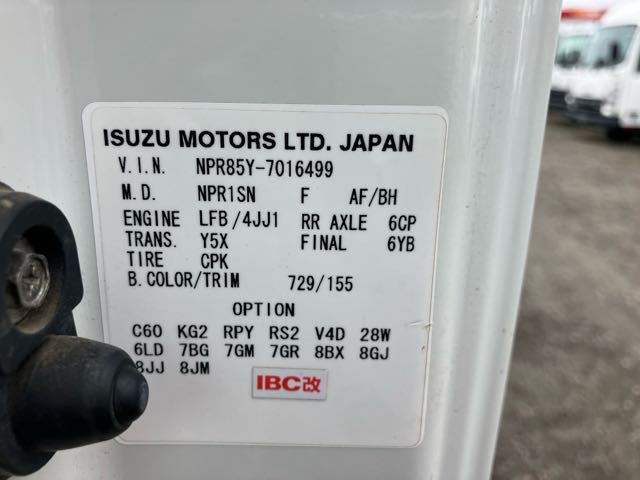 ISUZU MOTORS LTD. JAPAN
V.I.N. NPR85Y-7016499
M.D. NPR1SN F AF/BH
ENGINE LFB/4JJ1 RR AXLE 6CP
TRANS. Y5X FINAL 6YB
TIRE CPK
B.COLOR/TRIM 729/155
OPTION
C60 KG2 RPY RS2 V4D 28W
6LD 7BG 7GM 7GR 8BX 8GJ
8JJ 8JM
IBC改